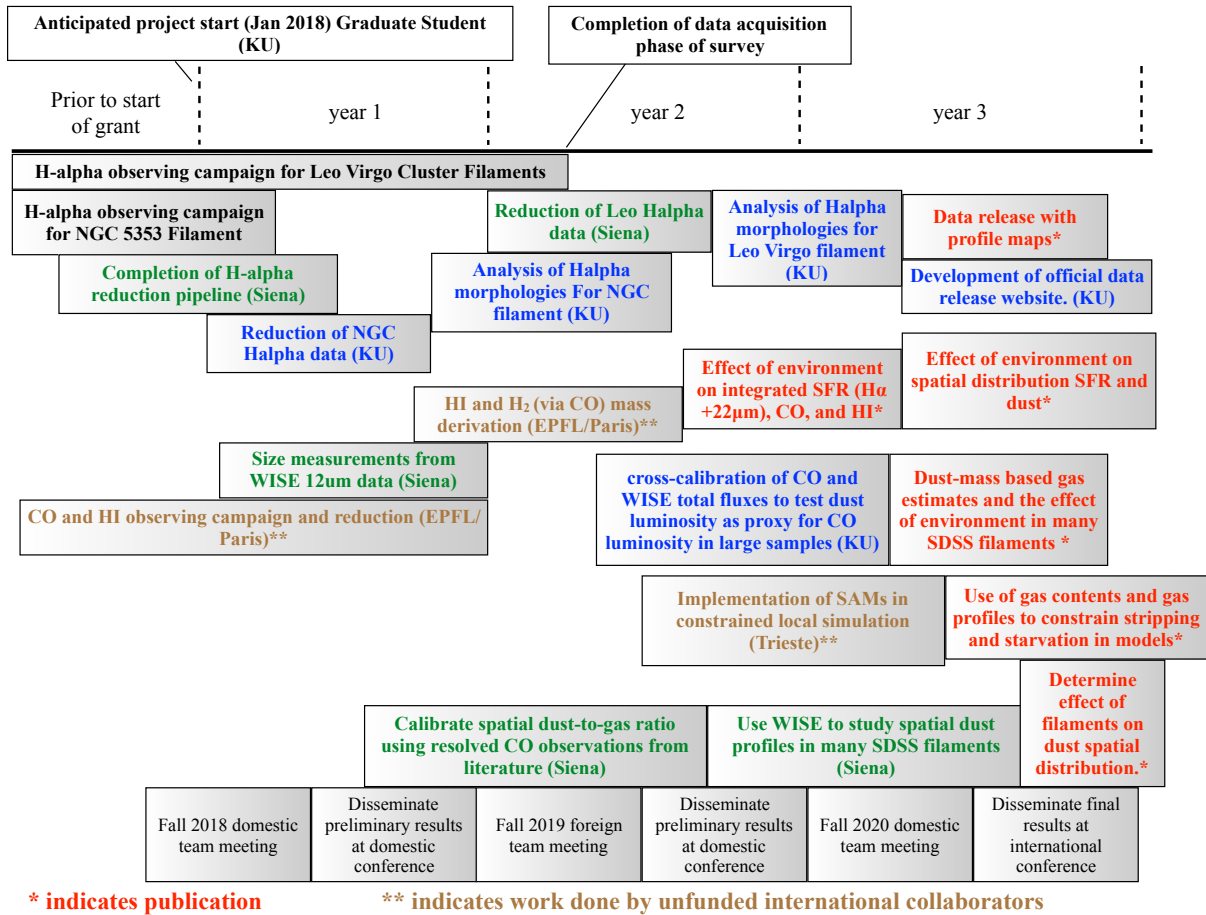 Anticipated project start (Jan 2018) Graduate Student
(KU)
Completion of data acquisition
phase of survey
Prior to start
of grant
year 1
year 2
year 3
H-alpha observing campaign for Leo Virgo Cluster Filaments
H-alpha observing campaign
for NGC 5353 Filament
Reduction of Leo Halpha
data (Siena)
Analysis of Halpha
morphologies for
Leo Virgo filament
(KU)
Data release with
profile maps*
Completion of H-alpha
reduction pipeline (Siena)
Analysis of Halpha
morphologies For NGC
filament (KU)
Development of official data
release website. (KU)
Reduction of NGC
Halpha data (KU)
Effect of environment
on integrated SFR (Hα
+22μm), CO, and HI*
Effect of environment on
spatial distribution SFR and
dust*
HI and H₂ (via CO) mass
derivation (EPFL/Paris)**
Size measurements from
WISE 12um data (Siena)
cross-calibration of CO and
WISE total fluxes to test dust
luminosity as proxy for CO
luminosity in large samples (KU)
Dust-mass based gas
estimates and the effect
of environment in many
SDSS filaments *
CO and HI observing campaign and reduction (EPFL/
Paris)**
Implementation of SAMs in
constrained local simulation
(Trieste)**
Use of gas contents and gas
profiles to constrain stripping
and starvation in models*
Calibrate spatial dust-to-gas ratio
using resolved CO observations from
literature (Siena)
Use WISE to study spatial dust
profiles in many SDSS filaments
(Siena)
Determine
effect of
filaments on
dust spatial
distribution.*
Fall 2018 domestic
team meeting
Disseminate
preliminary results
at domestic
conference
Fall 2019 foreign
team meeting
Disseminate
preliminary results at
domestic conference
Fall 2020 domestic
team meeting
Disseminate final
results at
international
conference
* indicates publication
** indicates work done by unfunded international collaborators